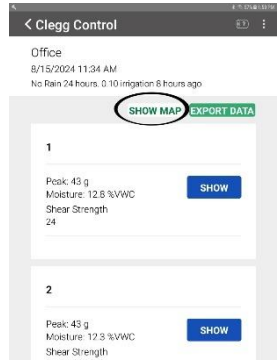 Clegg Control
Office
8/15/2024 11:34 AM
No Rain 24 hours. 0.10 irrigation 8 hours ago
SHOW MAP EXPORT DATA
1
Peak: 43 g
Moisture: 12.8 %VWC
Shear Strength
24
SHOW
2
Peak: 43 g
Moisture: 12.3 %VWC
Shear Strength
SHOW